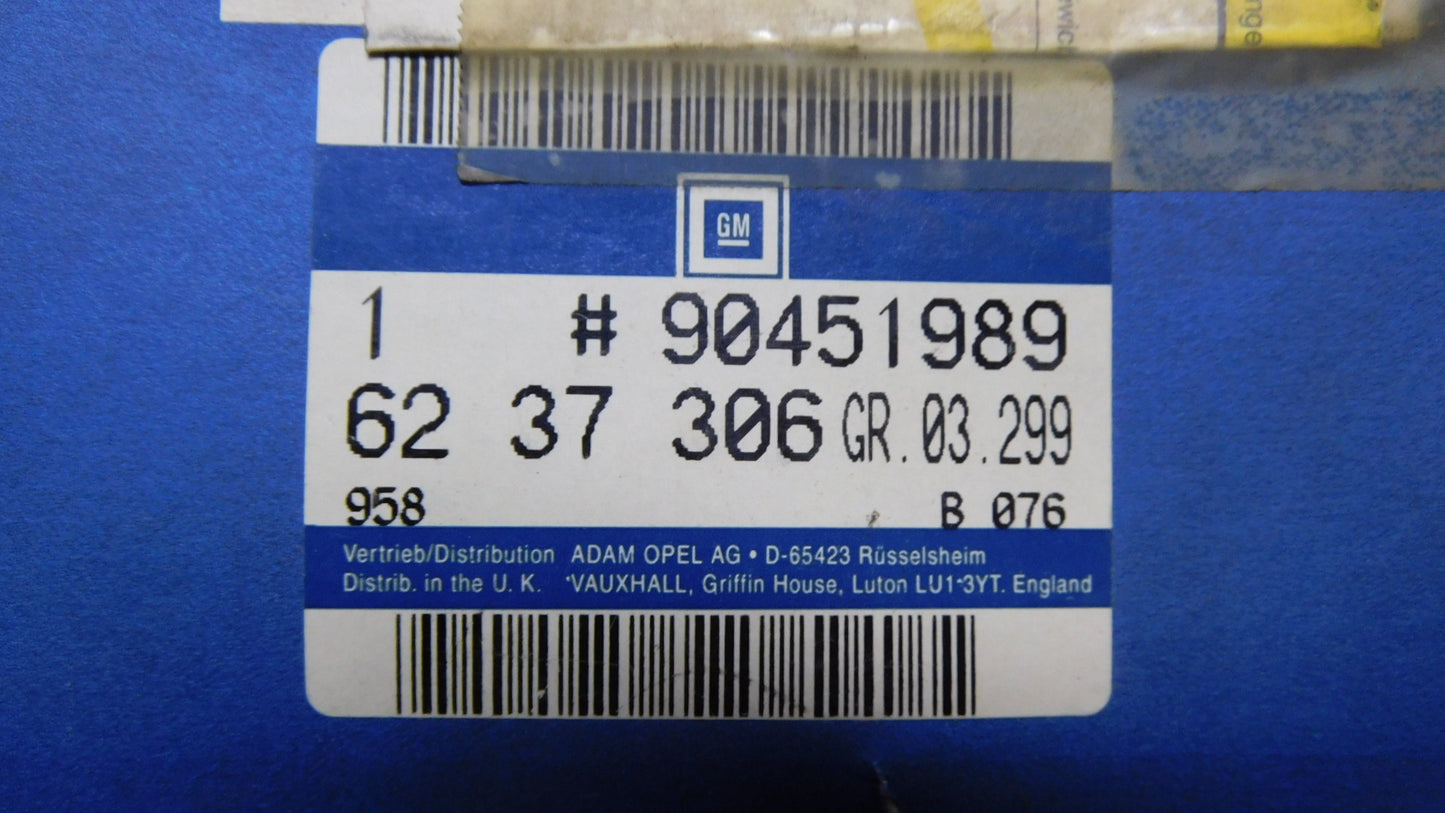 GM
1 # 90451989
62 37 306 GR. 03.299
958 B 076
Vertrieb/Distribution ADAM OPEL AG • D-65423 Rüsselsheim
Distrib. in the U. K. VAUXHALL, Griffin House, Luton LU1 3YT. England